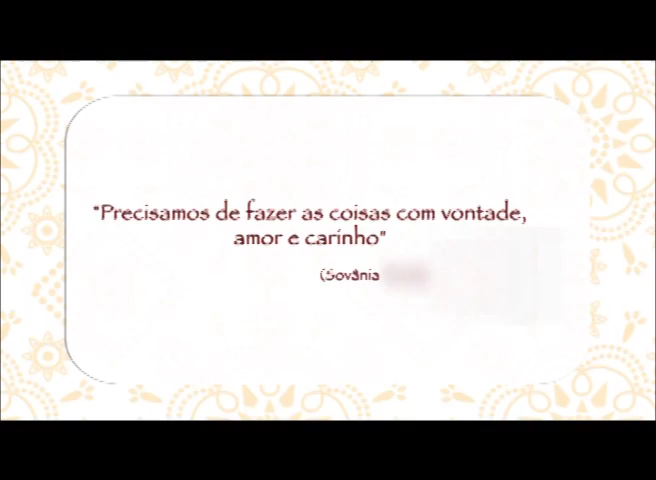 "Precisamos de fazer as coisas com vontade,
amor e carinho"
(Sovânia